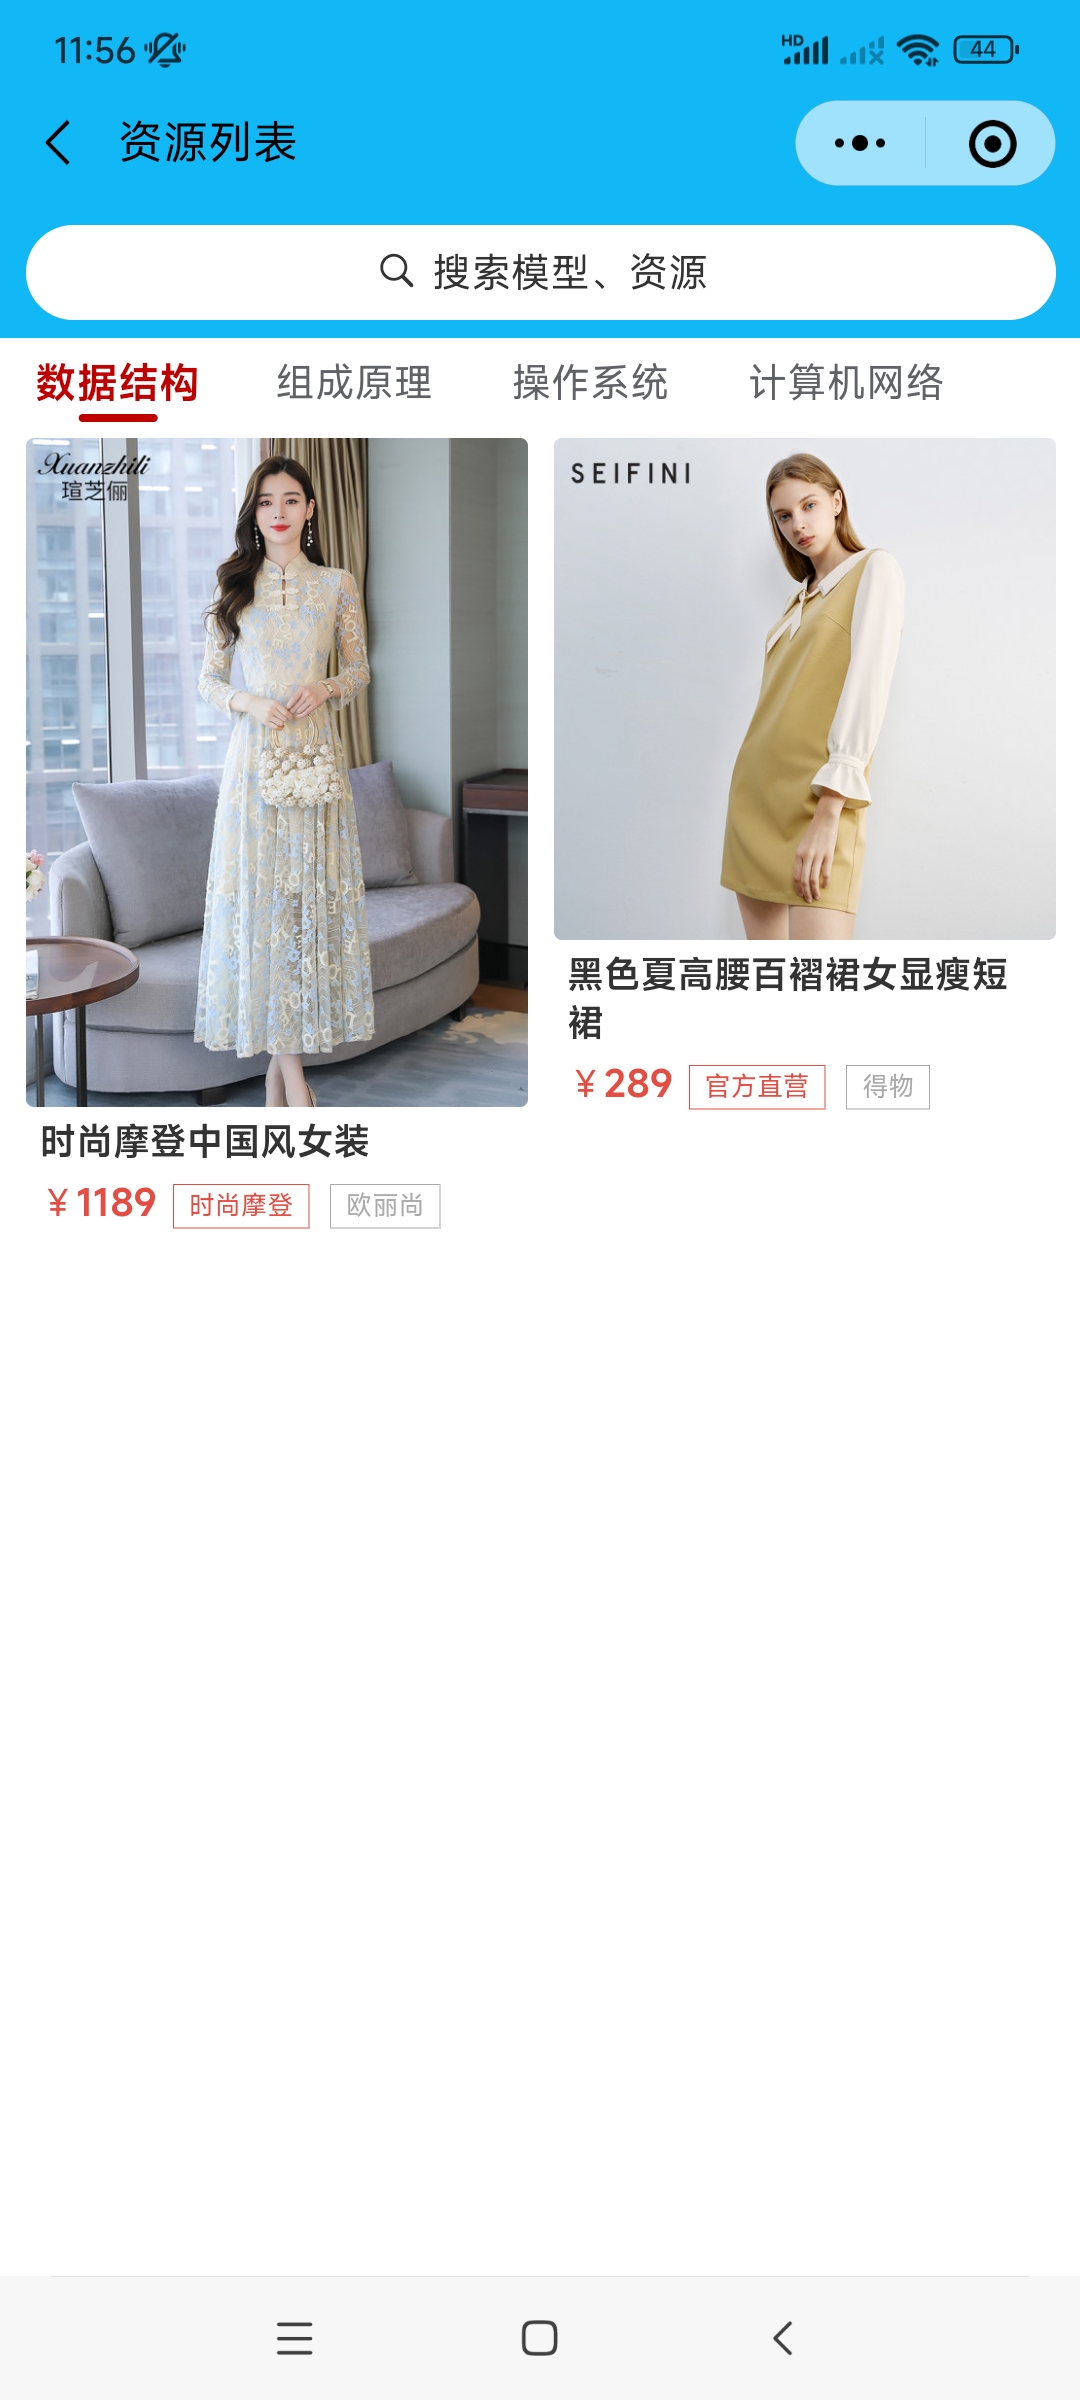 11:56
HD
44
资源列表
搜索模型、资源
数据结构
组成原理
操作系统
计算机网络
Xuanzhili
瑄芝俪
SEIFINI
黑色夏高腰百褶裙女显瘦短
裙
¥289
官方直营
得物
时尚摩登中国风女装
¥1189
时尚摩登
欧丽尚